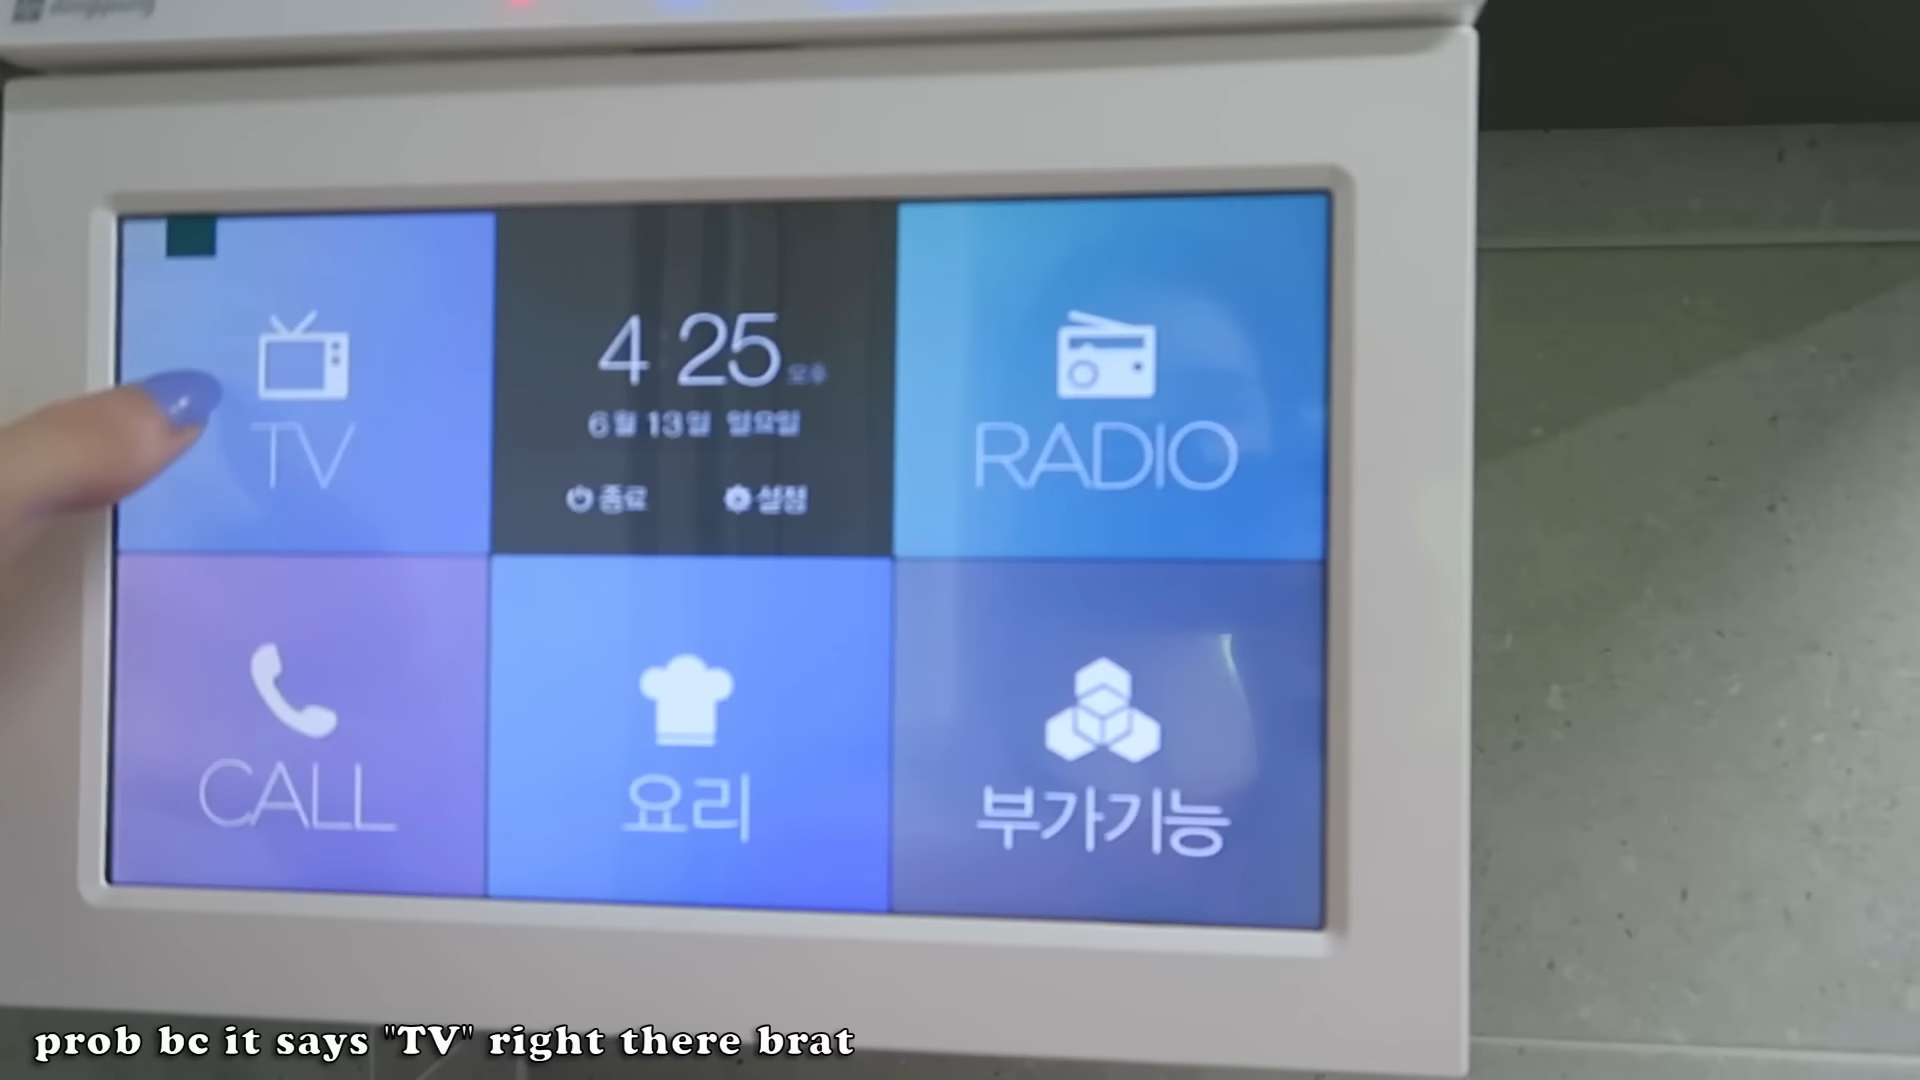 TV
4 25 오후
6월 13일 일요일
종료 설정
RADIO
CALL
요리
부가기능
prob bc it says "TV" right there brat